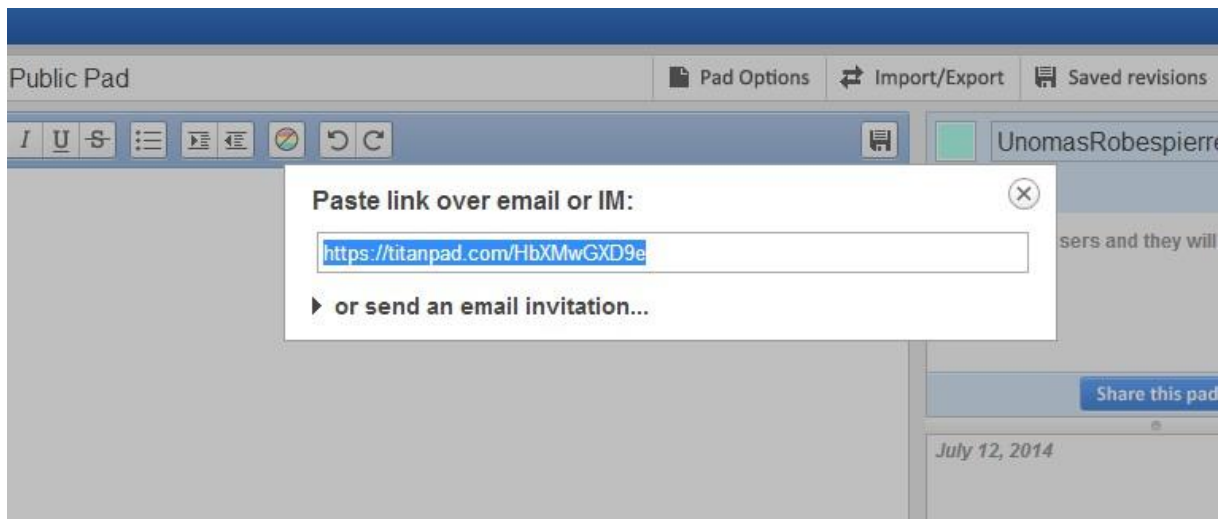 Public Pad
Pad Options
Import/Export
Saved revisions
I U S
UnomasRobespierre
Paste link over email or IM:
https://titanpad.com/HbXMwGXD9e
sers and they will
or send an email invitation...
Share this pad
July 12, 2014